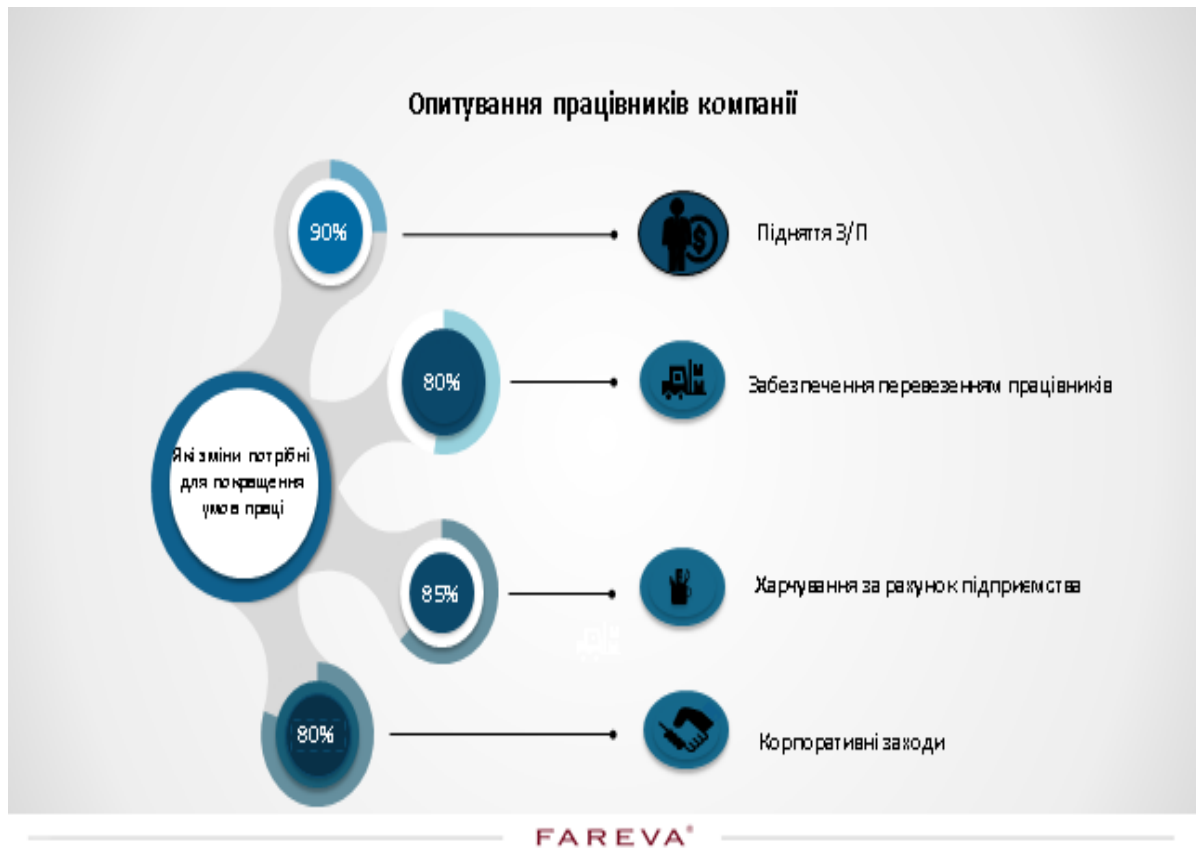 Опитування працівників компанії
90%
Підняття З/П
80%
Забезпечення перевезенням працівників
Які зміни потрібні
для покращення
умов праці
85%
Харчування за рахунок підприємства
80%
Корпоративні заходи
FAREVA®